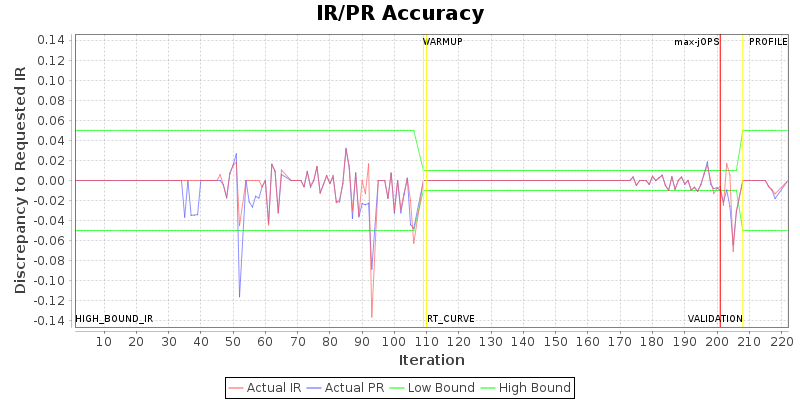 IR/PR Accuracy
Discrepancy to Requested IR
0.14
0.12
0.10
0.08
0.06
0.04
0.02
0.00
-0.02
-0.04
-0.06
-0.08
-0.10
-0.12
-0.14
WARMUP
max-jOPS
PROFILE
HIGH_BOUND_IR
RT_CURVE
VALIDATION
10 20 30 40 50 60 70 80 90 100 110 120 130 140 150 160 170 180 190 200 210 220
Iteration
Actual IR Actual PR Low Bound High Bound